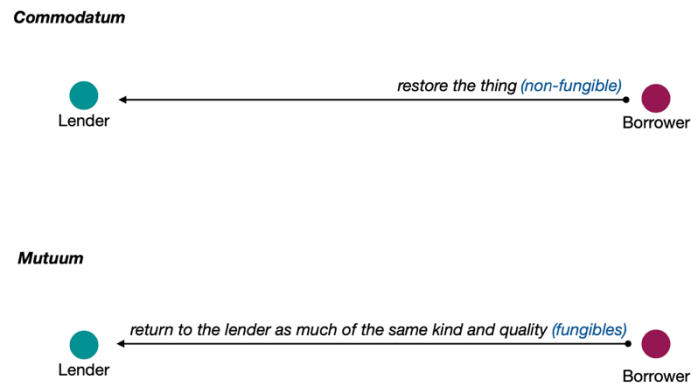 Commodatum
restore the thing (non-fungible)
Lender
Borrower
Mutuum
return to the lender as much of the same kind and quality (fungibles)
Lender
Borrower